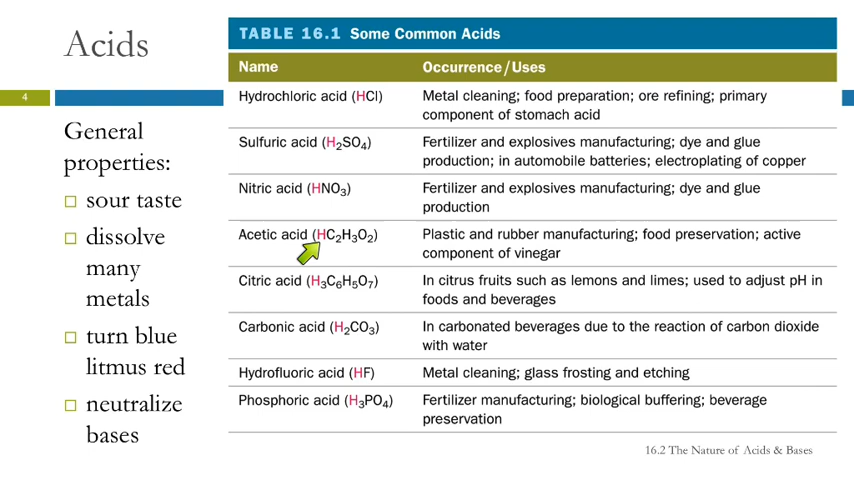 Acids
4
General
properties:
sour taste
dissolve
many
metals
turn blue
litmus red
neutralize
bases
TABLE 16.1 Some Common Acids
Name Occurrence/Uses
Hydrochloric acid (HCl) Metal cleaning; food preparation; ore refining; primary
component of stomach acid
Sulfuric acid (H₂SO₄) Fertilizer and explosives manufacturing; dye and glue
production; in automobile batteries; electroplating of copper
Nitric acid (HNO₃) Fertilizer and explosives manufacturing; dye and glue
production
Acetic acid (HC₂H₃O₂) Plastic and rubber manufacturing; food preservation; active
component of vinegar
Citric acid (H₃C₆H₅O₇) In citrus fruits such as lemons and limes; used to adjust pH in
foods and beverages
Carbonic acid (H₂CO₃) In carbonated beverages due to the reaction of carbon dioxide
with water
Hydrofluoric acid (HF) Metal cleaning; glass frosting and etching
Phosphoric acid (H₃PO₄) Fertilizer manufacturing; biological buffering; beverage
preservation
16.2 The Nature of Acids & Bases